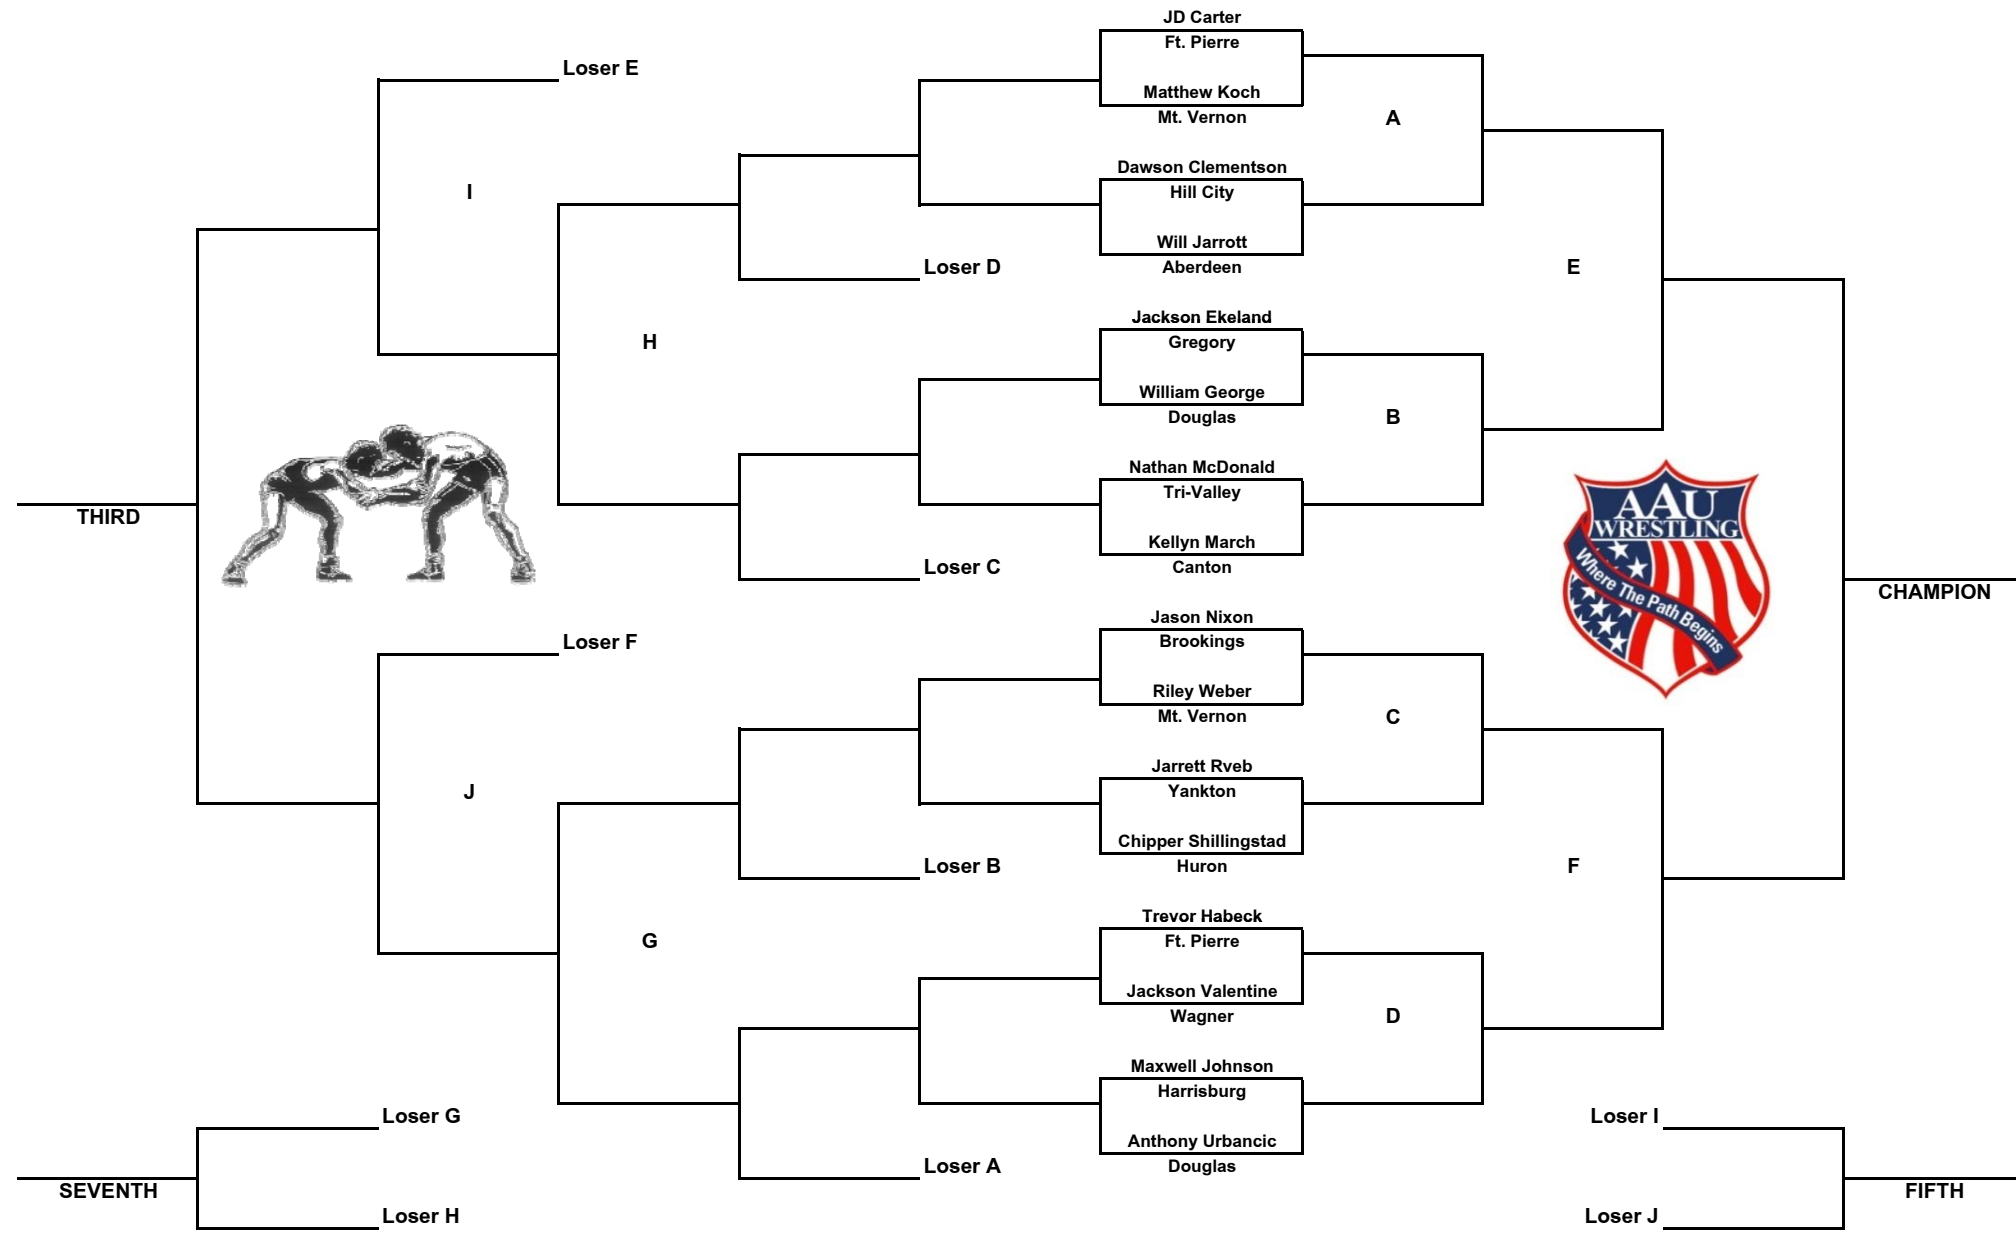 JD Carter
Ft. Pierre
Loser E
Matthew Koch
Mt. Vernon
A
Dawson Clementson
Hill City
I
Will Jarrott
Aberdeen
Loser D
E
Jackson Ekeland
Gregory
H
William George
Douglas
B
Nathan McDonald
Tri-Valley
THIRD
Kellyn March
Canton
Loser C
AAU
WRESTLING
Where The Path Begins
CHAMPION
Jason Nixon
Brookings
Loser F
Riley Weber
Mt. Vernon
C
Jarrett Rveb
Yankton
J
Chipper Shillingstad
Huron
Loser B
F
Trevor Habeck
Ft. Pierre
G
Jackson Valentine
Wagner
D
Maxwell Johnson
Harrisburg
Loser G
Loser I
Anthony Urbancic
Douglas
Loser A
SEVENTH
FIFTH
Loser H
Loser J